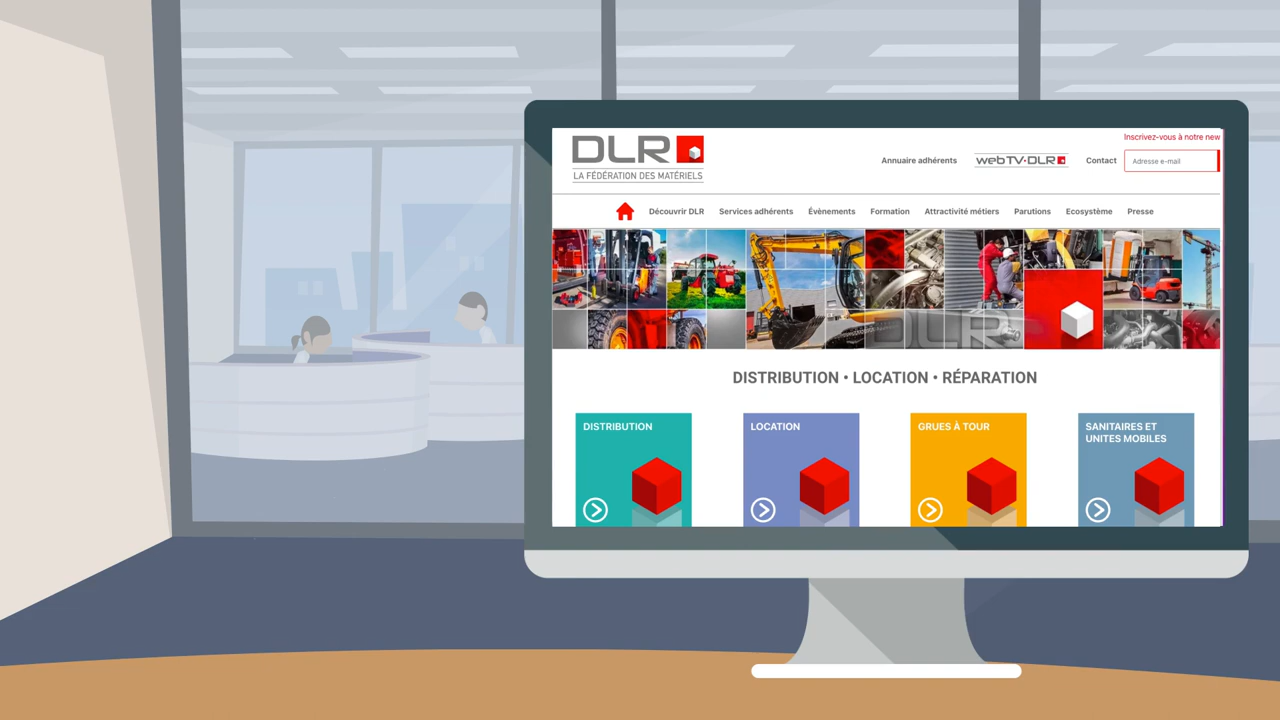 DLR
LA FÉDÉRATION DES MATÉRIELS
Inscrivez-vous à notre new
Annuaire adhérents
webTV•DLR
Contact
Adresse e-mail
Découvrir DLR
Services adhérents
Évènements
Formation
Attractivité métiers
Parutions
Ecosystème
Presse
DLR
DISTRIBUTION • LOCATION • RÉPARATION
DISTRIBUTION
LOCATION
GRUES À TOUR
SANITAIRES ET
UNITES MOBILES